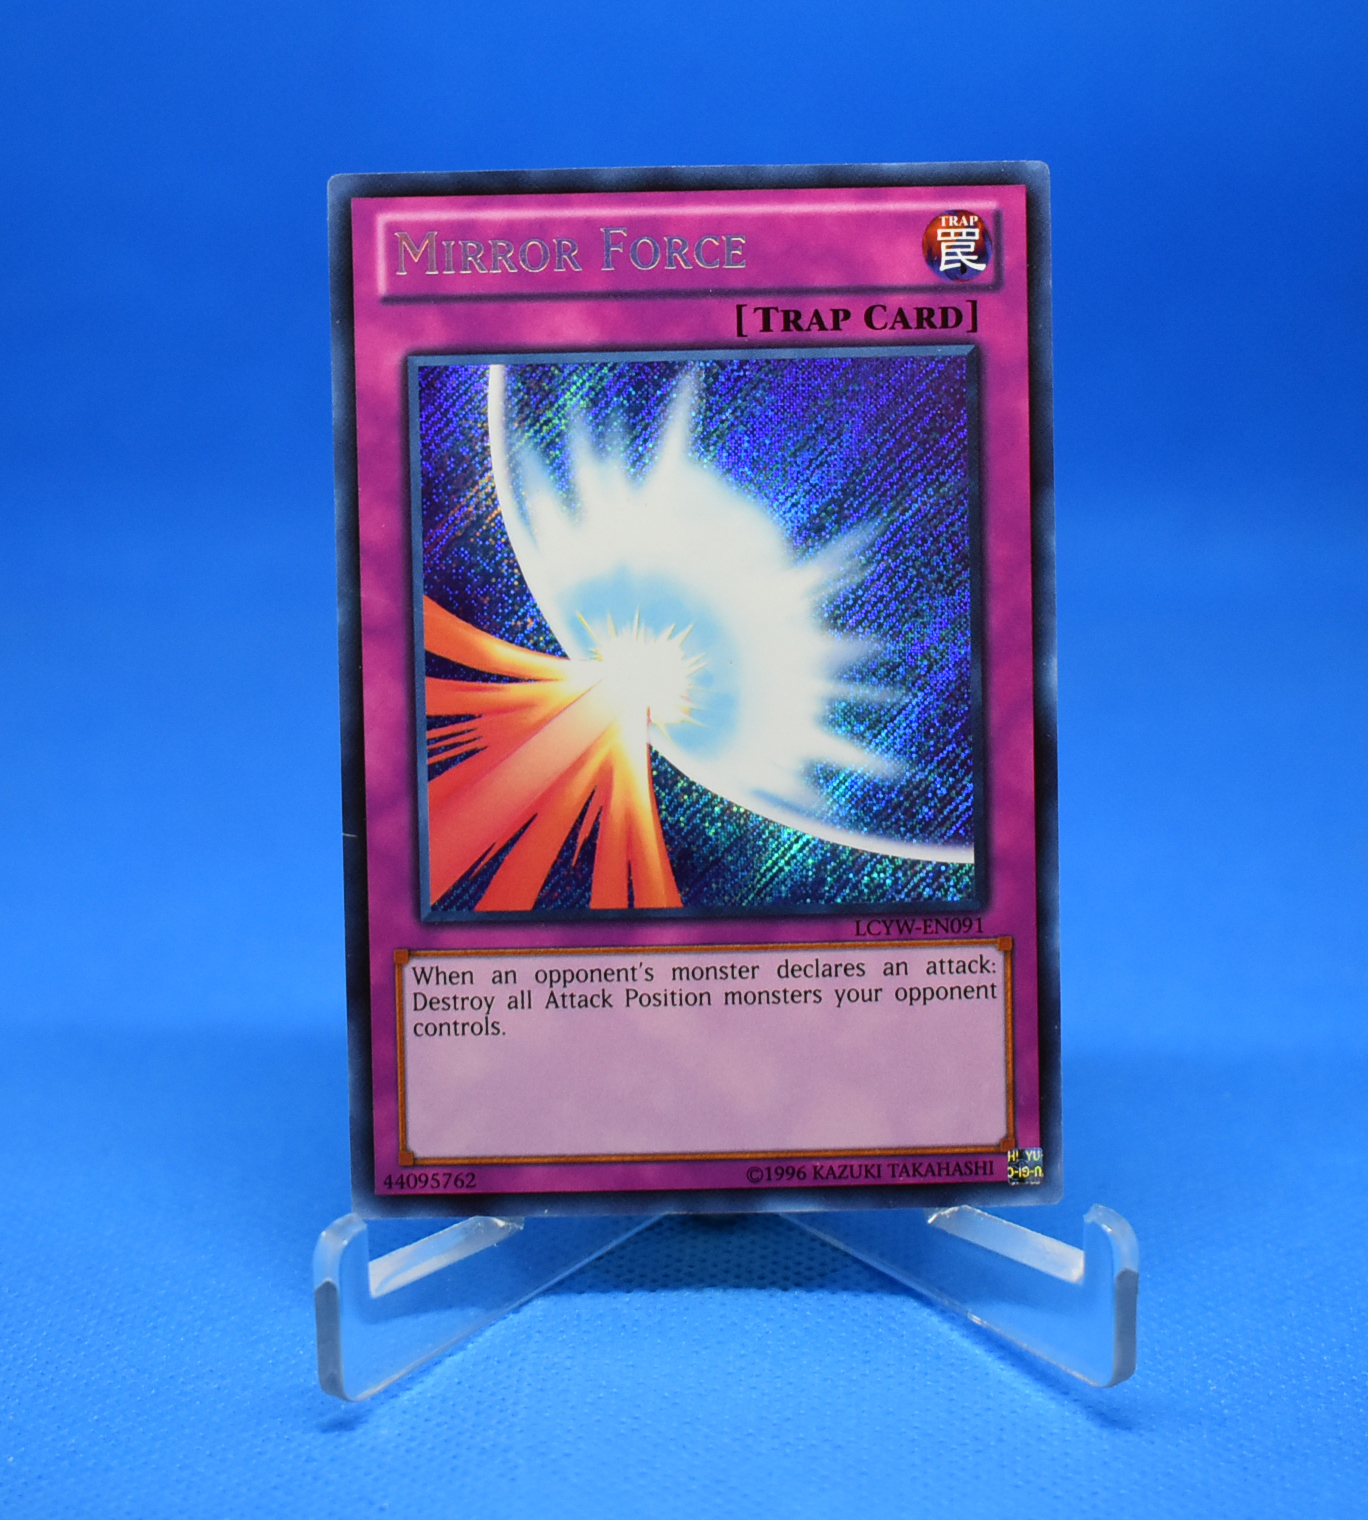 Mirror Force
TRAP
罠
[Trap Card]
LCYW-EN091
When an opponent's monster declares an attack:
Destroy all Attack Position monsters your opponent
controls.
44095762
©1996 KAZUKI TAKAHASHI